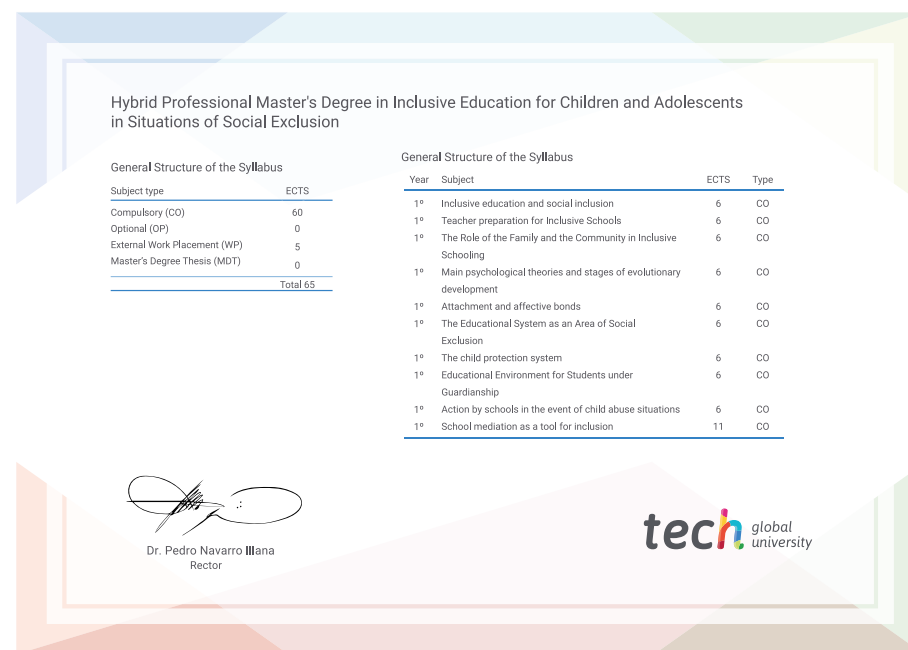 Hybrid Professional Master's Degree in Inclusive Education for Children and Adolescents
in Situations of Social Exclusion
General Structure of the Syllabus
Subject type ECTS
Compulsory (CO) 60
Optional (OP) 0
External Work Placement (WP) 5
Master's Degree Thesis (MDT) 0
Total 65
General Structure of the Syllabus
Year Subject ECTS Type
1º Inclusive education and social inclusion 6 CO
1º Teacher preparation for Inclusive Schools 6 CO
1º The Role of the Family and the Community in Inclusive 6 CO
Schooling
1º Main psychological theories and stages of evolutionary 6 CO
development
1º Attachment and affective bonds 6 CO
1º The Educational System as an Area of Social 6 CO
Exclusion
1º The child protection system 6 CO
1º Educational Environment for Students under 6 CO
Guardianship
1º Action by schools in the event of child abuse situations 6 CO
1º School mediation as a tool for inclusion 11 CO
Dr. Pedro Navarro Illana
Rector
tech global
university